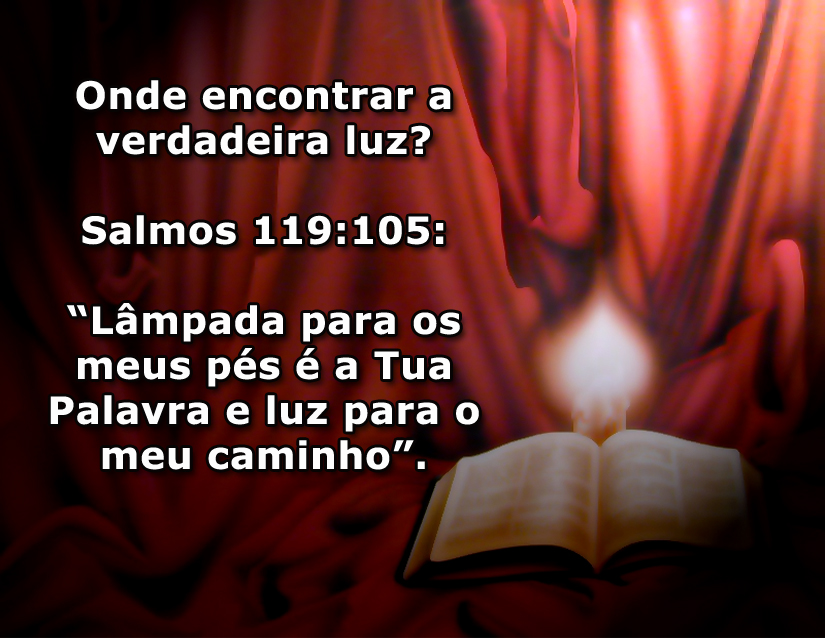 Onde encontrar a
verdadeira luz?
Salmos 119:105:
“Lâmpada para os
meus pés é a Tua
Palavra e luz para o
meu caminho”.